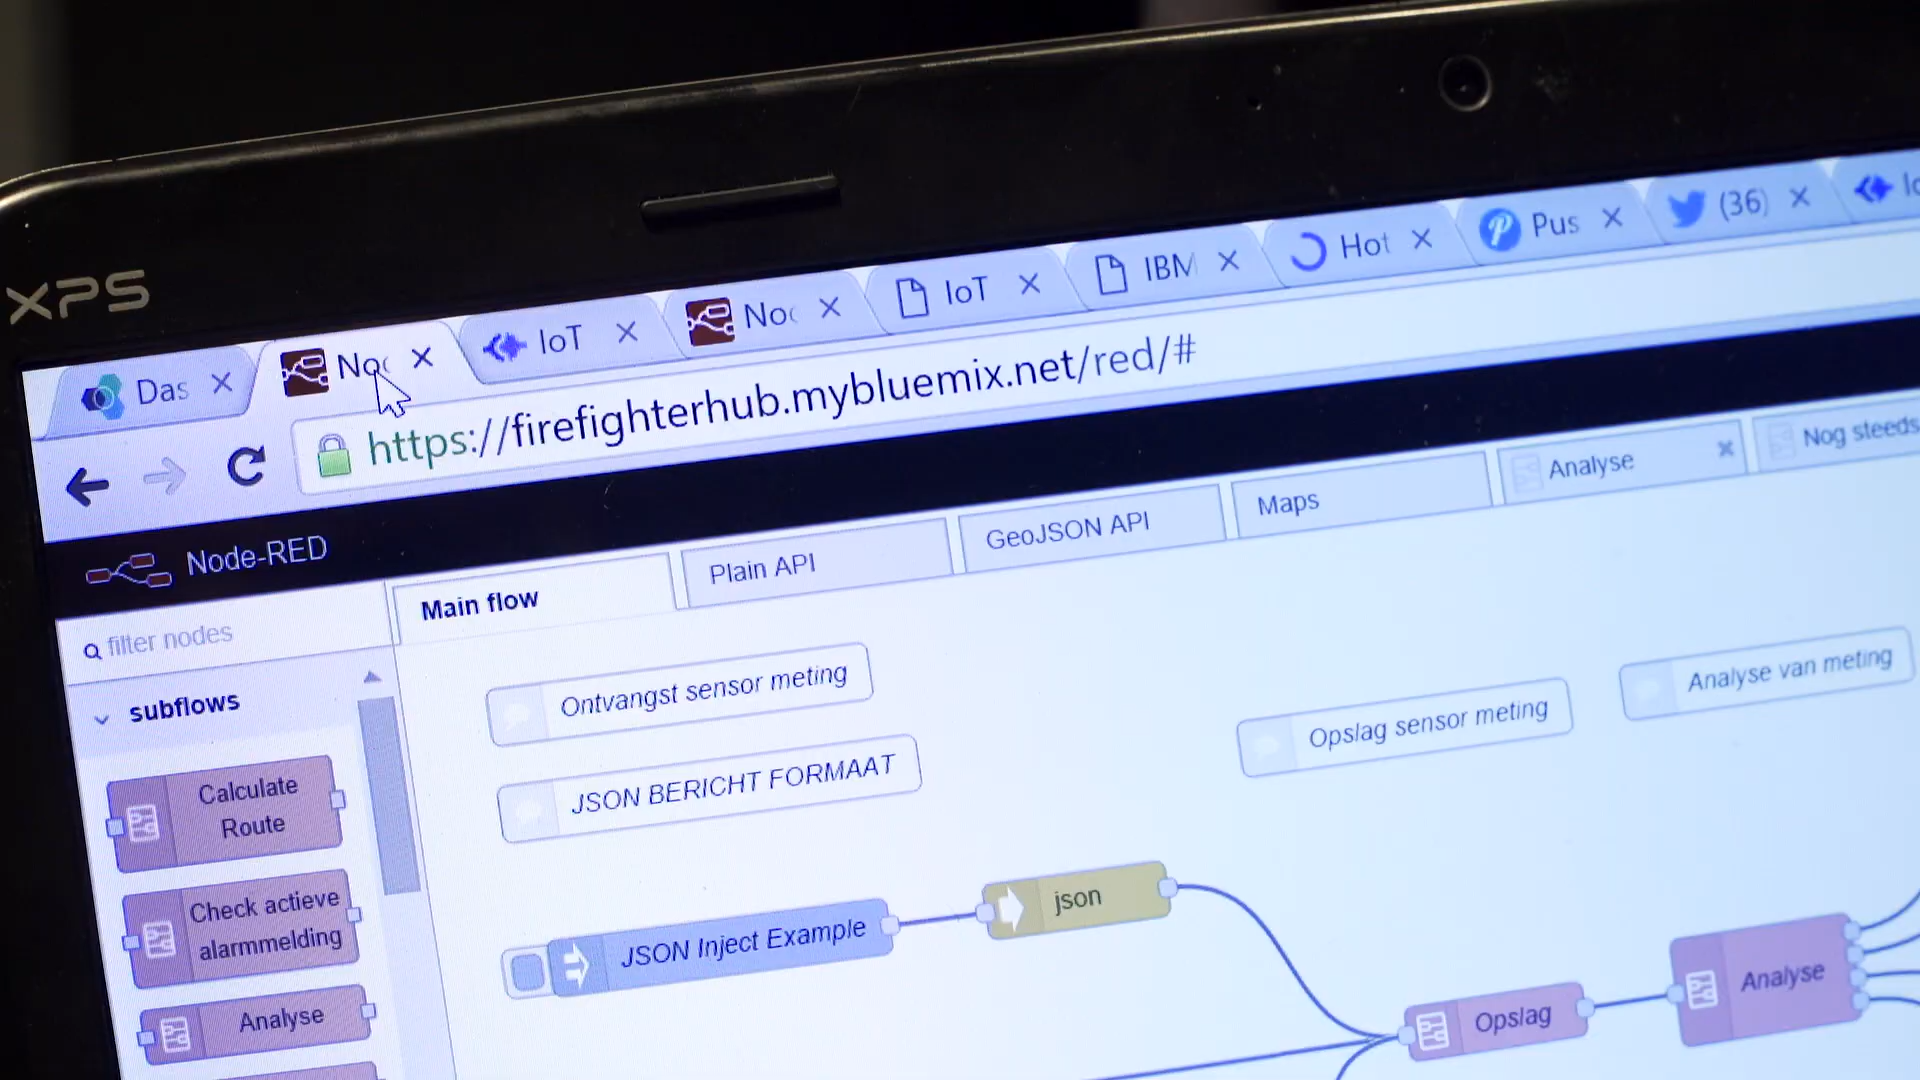 XPS
Das
Noc
IoT
Noc
IoT
IBM
Hot
Pus
(36)
https://firefighterhub.mybluemix.net/red/#
Node-RED
filter nodes
Main flow
Plain API
GeoJSON API
Maps
Analyse
Nog steeds
subflows
Calculate
Route
Check actieve
alarmmelding
Analyse
Ontvangst sensor meting
JSON BERICHT FORMAAT
Opslag sensor meting
Analyse van meting
JSON Inject Example
json
Opslag
Analyse